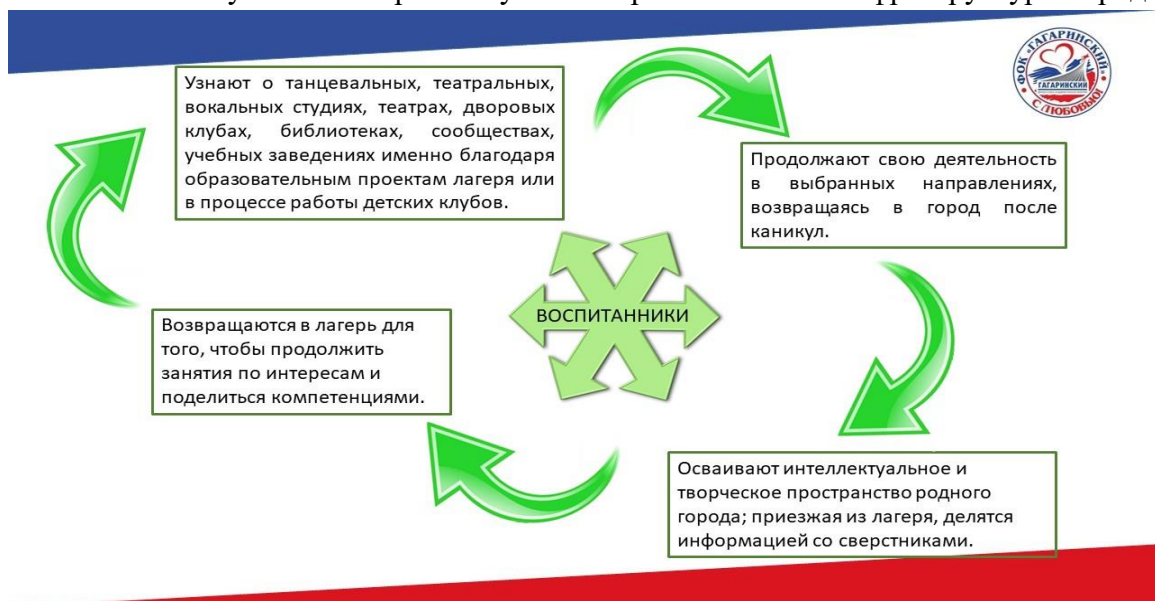 Узнают о танцевальных, театральных,
вокальных студиях, театрах, дворовых
клубах, библиотеках, сообществах,
учебных заведениях именно благодаря
образовательным проектам лагеря или
в процессе работы детских клубов.
ФОК «ГАГАРИНСКИЙ»
ГАГАРИНСКИЙ
С ЛЮБОВЬЮ!
Продолжают свою деятельность
в выбранных направлениях,
возвращаясь в город после
каникул.
ВОСПИТАННИКИ
Возвращаются в лагерь для
того, чтобы продолжить
занятия по интересам и
поделиться компетенциями.
Осваивают интеллектуальное и
творческое пространство родного
города; приезжая из лагеря, делятся
информацией со сверстниками.